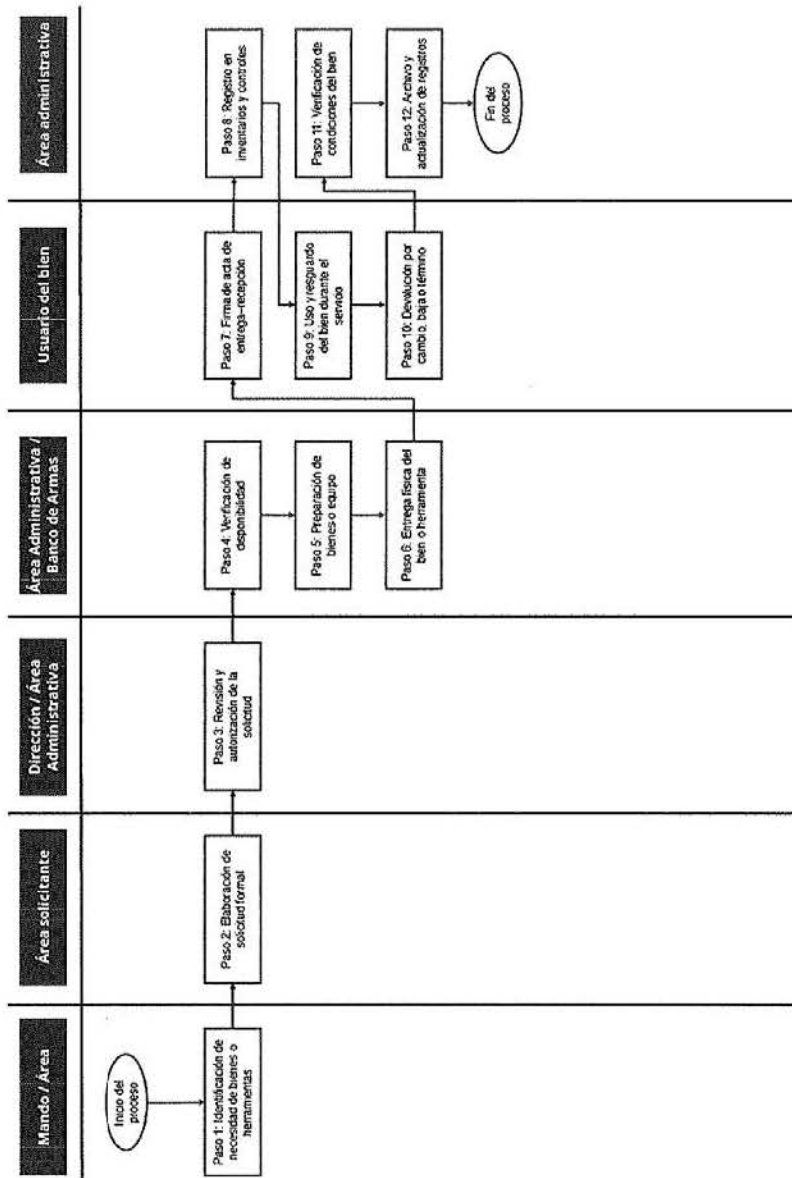 Mando / Área
Área solicitante
Dirección / Área
Administrativa
Área Administrativa /
Banco de Armas
Usuario del bien
Área administrativa
Inicio del
proceso
Paso 1: Identificación de
necesidad de bienes o
herramientas
Paso 2: Elaboración de
solicitud formal
Paso 3: Revisión y
autorización de la
solicitud
Paso 4: Verificación de
disponibilidad
Paso 5: Preparación de
bienes o equipo
Paso 6: Entrega física del
bien o herramienta
Paso 7: Firma de acta de
entrega–recepción
Paso 8: Registro en
inventarios y controles
Paso 9: Uso y resguardo
del bien durante el
servicio
Paso 10: Devolución por
cambio, baja o término
Paso 11: Verificación de
condiciones del bien
Paso 12: Archivo y
actualización de registros
Fin del
proceso